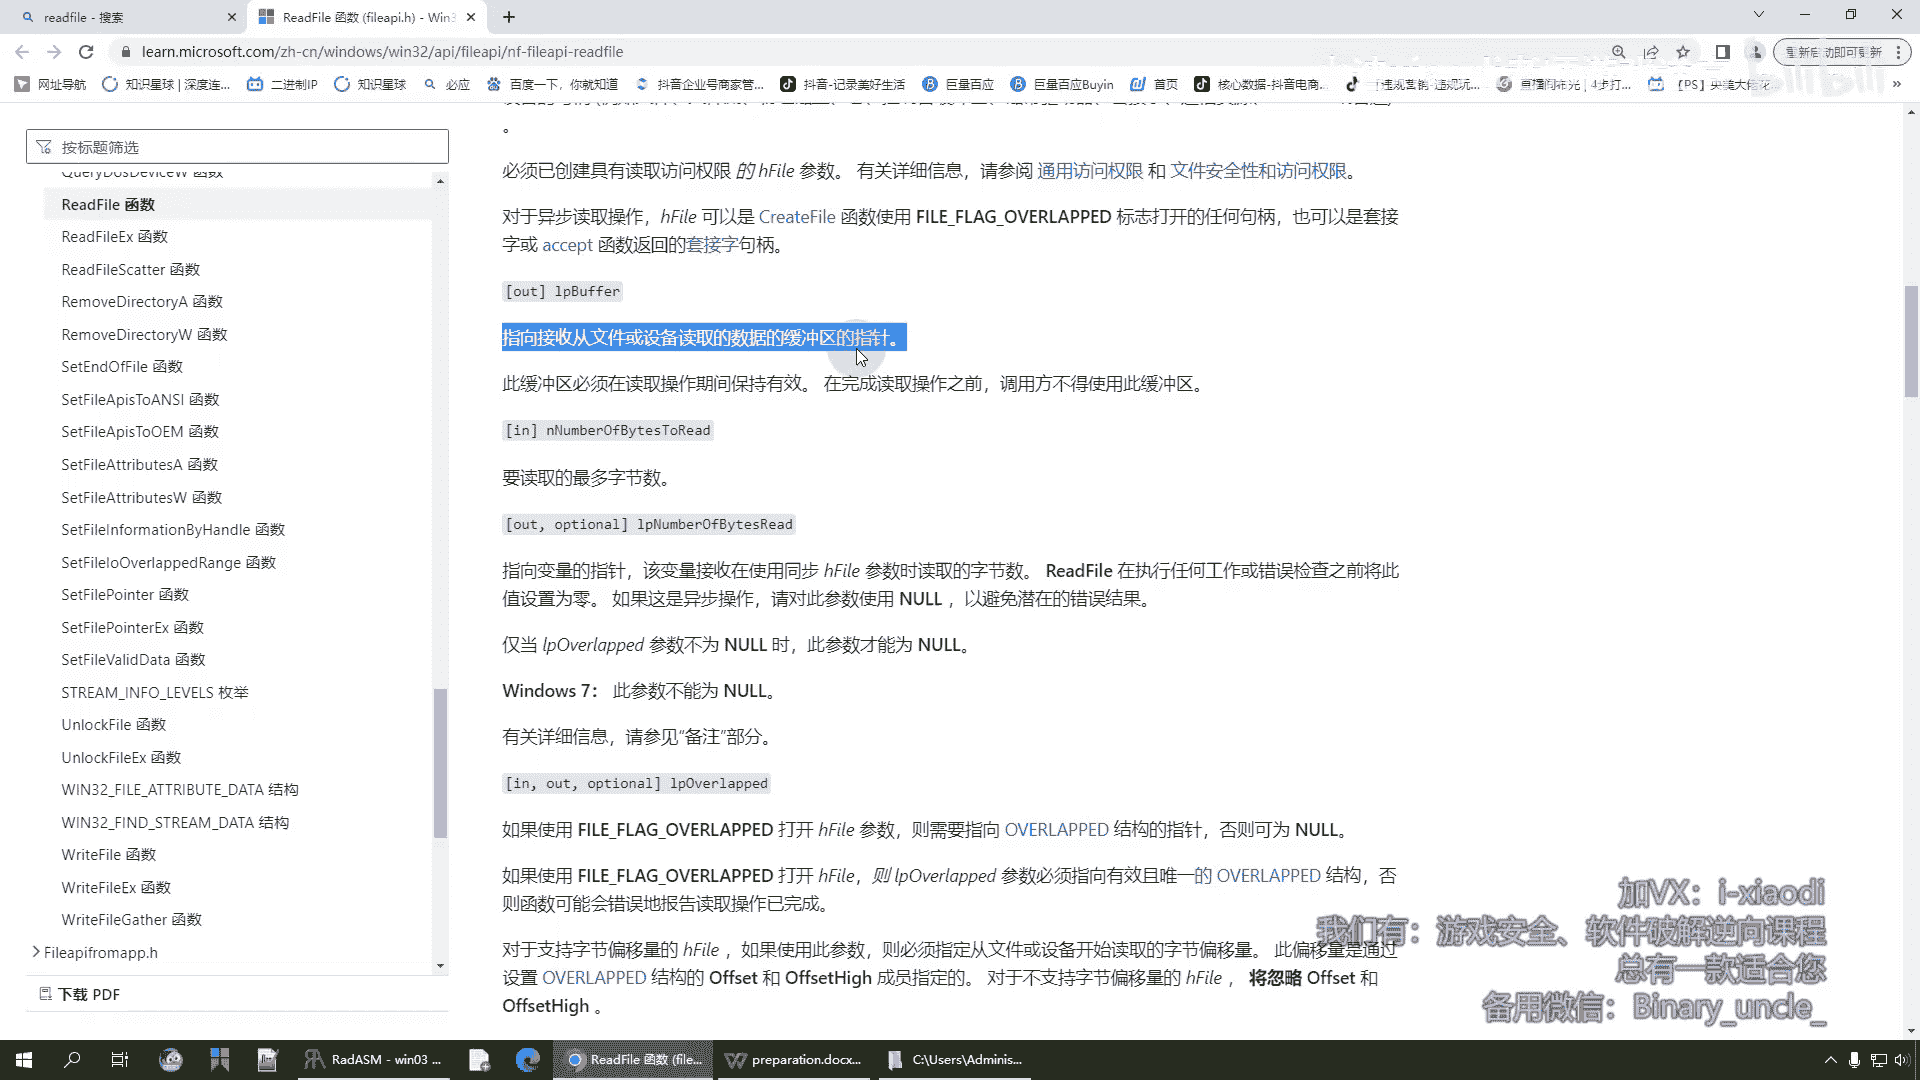 readfile - 搜索
ReadFile 函数 (fileapi.h) - Win3
learn.microsoft.com/zh-cn/windows/win32/api/fileapi/nf-fileapi-readfile
重新启动即可更新
网址导航
知识星球 | 深度连...
二进制IP
知识星球
必应
百度一下，你就知道
抖音企业号商家管...
抖音-记录美好生活
巨量百应
巨量百应Buyin
首页
核心数据-抖音电商...
按标题筛选
QueryDosDeviceW 函数
ReadFile 函数
ReadFileEx 函数
ReadFileScatter 函数
RemoveDirectoryA 函数
RemoveDirectoryW 函数
SetEndOfFile 函数
SetFileApisToANSI 函数
SetFileApisToOEM 函数
SetFileAttributesA 函数
SetFileAttributesW 函数
SetFileInformationByHandle 函数
SetFileIoOverlappedRange 函数
SetFilePointer 函数
SetFilePointerEx 函数
SetFileValidData 函数
STREAM_INFO_LEVELS 枚举
UnlockFile 函数
UnlockFileEx 函数
WIN32_FILE_ATTRIBUTE_DATA 结构
WIN32_FIND_STREAM_DATA 结构
WriteFile 函数
WriteFileEx 函数
WriteFileGather 函数
Fileapifromapp.h
下载 PDF
。
必须已创建具有读取访问权限 的 hFile 参数。 有关详细信息，请参阅 通用访问权限 和 文件安全性和访问权限。
对于异步读取操作，hFile 可以是 CreateFile 函数使用 FILE_FLAG_OVERLAPPED 标志打开的任何句柄，也可以是套接
字或 accept 函数返回的套接字句柄。
[out] lpBuffer
指向接收从文件或设备读取的数据的缓冲区的指针。
此缓冲区必须在读取操作期间保持有效。 在完成读取操作之前，调用方不得使用此缓冲区。
[in] nNumberOfBytesToRead
要读取的最多字节数。
[out, optional] lpNumberOfBytesRead
指向变量的指针，该变量接收在使用同步 hFile 参数时读取的字节数。 ReadFile 在执行任何工作或错误检查之前将此
值设置为零。 如果这是异步操作，请对此参数使用 NULL ，以避免潜在的错误结果。
仅当 lpOverlapped 参数不为 NULL 时，此参数才能为 NULL。
Windows 7： 此参数不能为 NULL。
有关详细信息，请参见“备注”部分。
[in, out, optional] lpOverlapped
如果使用 FILE_FLAG_OVERLAPPED 打开 hFile 参数，则需要指向 OVERLAPPED 结构的指针，否则可为 NULL。
如果使用 FILE_FLAG_OVERLAPPED 打开 hFile，则 lpOverlapped 参数必须指向有效且唯一的 OVERLAPPED 结构，否
则函数可能会错误地报告读取操作已完成。
对于支持字节偏移量的 hFile ，如果使用此参数，则必须指定从文件或设备开始读取的字节偏移量。 此偏移量是通过
设置 OVERLAPPED 结构的 Offset 和 OffsetHigh 成员指定的。 对于不支持字节偏移量的 hFile ， 将忽略 Offset 和
OffsetHigh 。
加VX：i-xiaodi
我们有：游戏安全、软件破解逆向课程
总有一款适合您
备用微信：Binary_uncle_
RadASM - win03 ...
ReadFile 函数 (file...
preparation.docx...
C:\Users\Adminis...